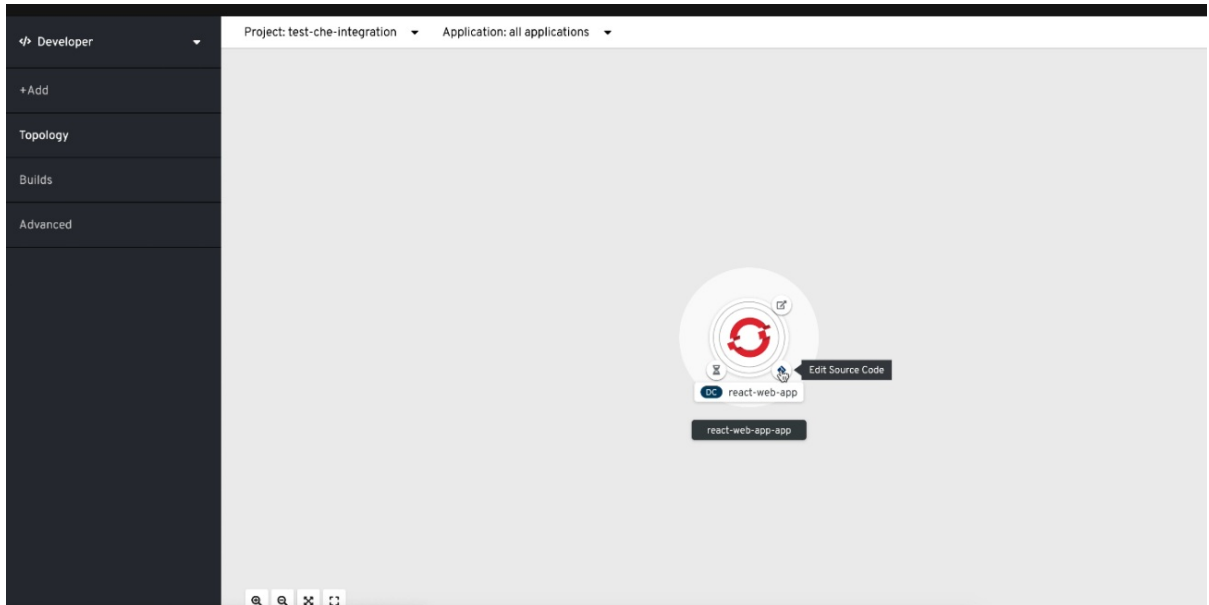 </> Developer
Project: test-che-integration
Application: all applications
+Add
Topology
Builds
Advanced
Edit Source Code
DC react-web-app
react-web-app-app